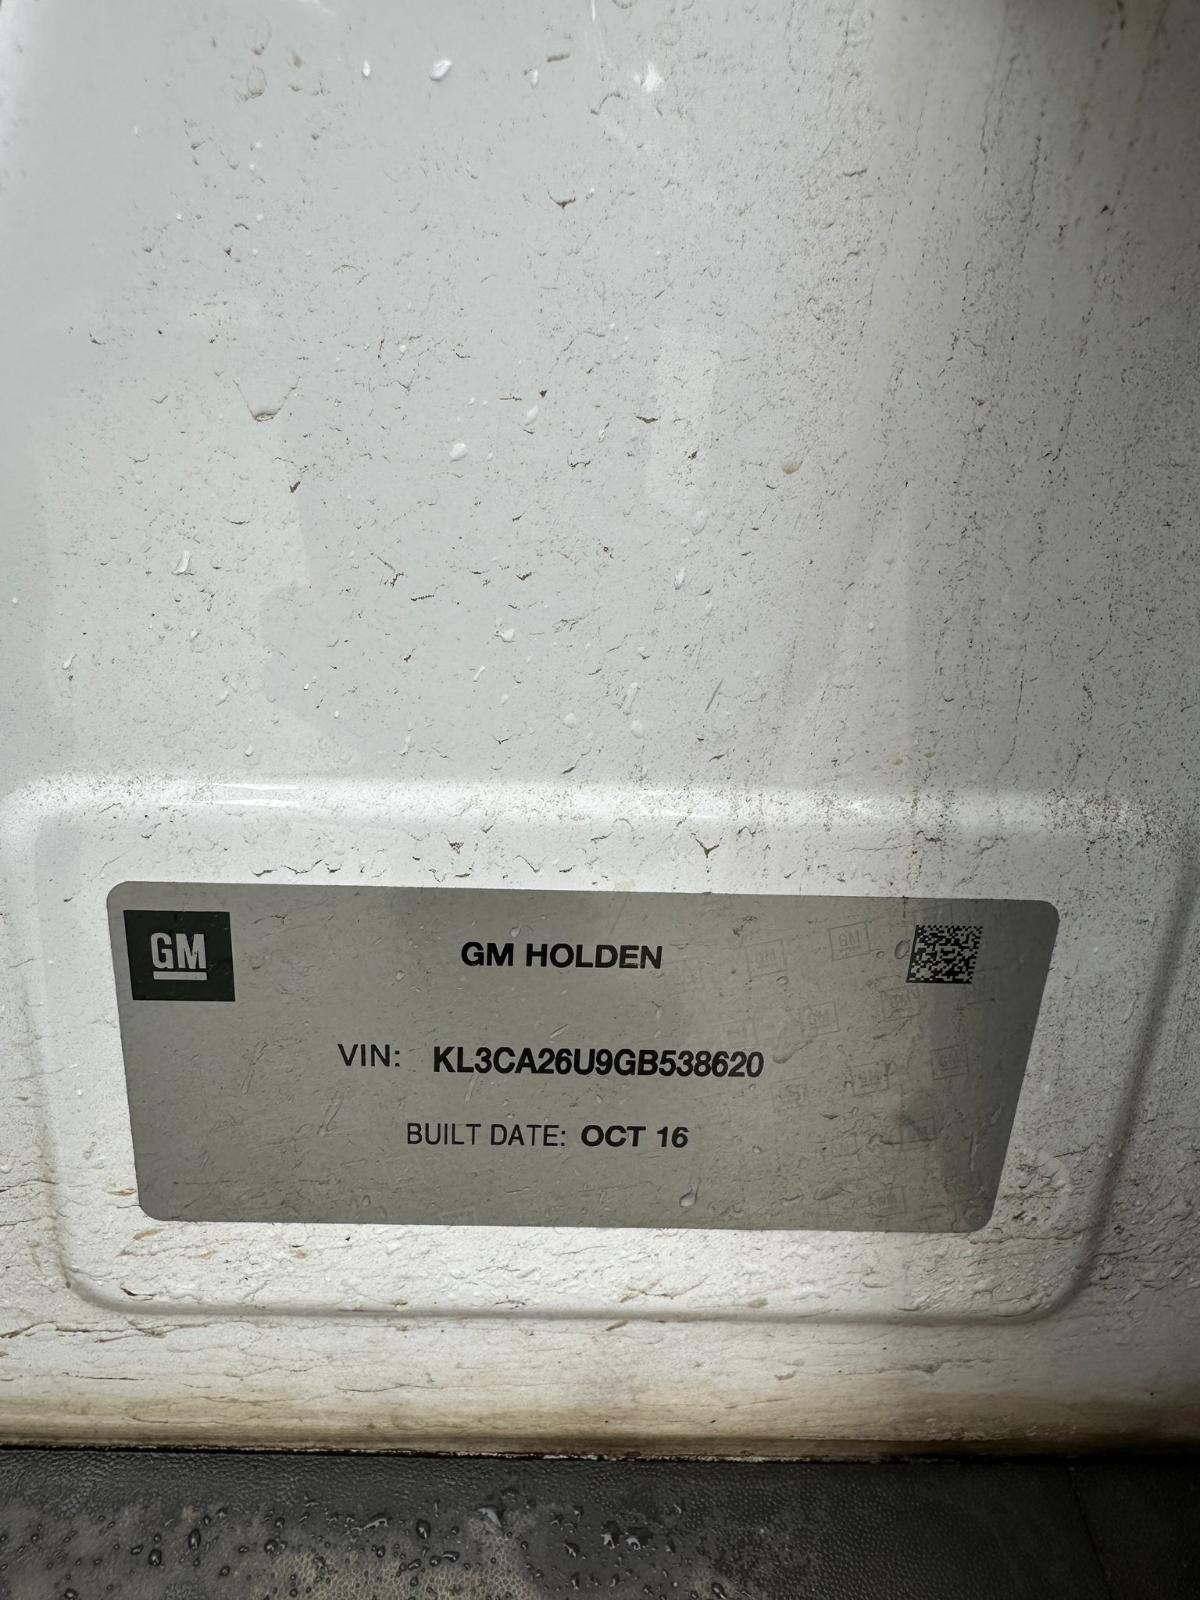 GM
GM HOLDEN
VIN: KL3CA26U9GB538620
BUILT DATE: OCT 16